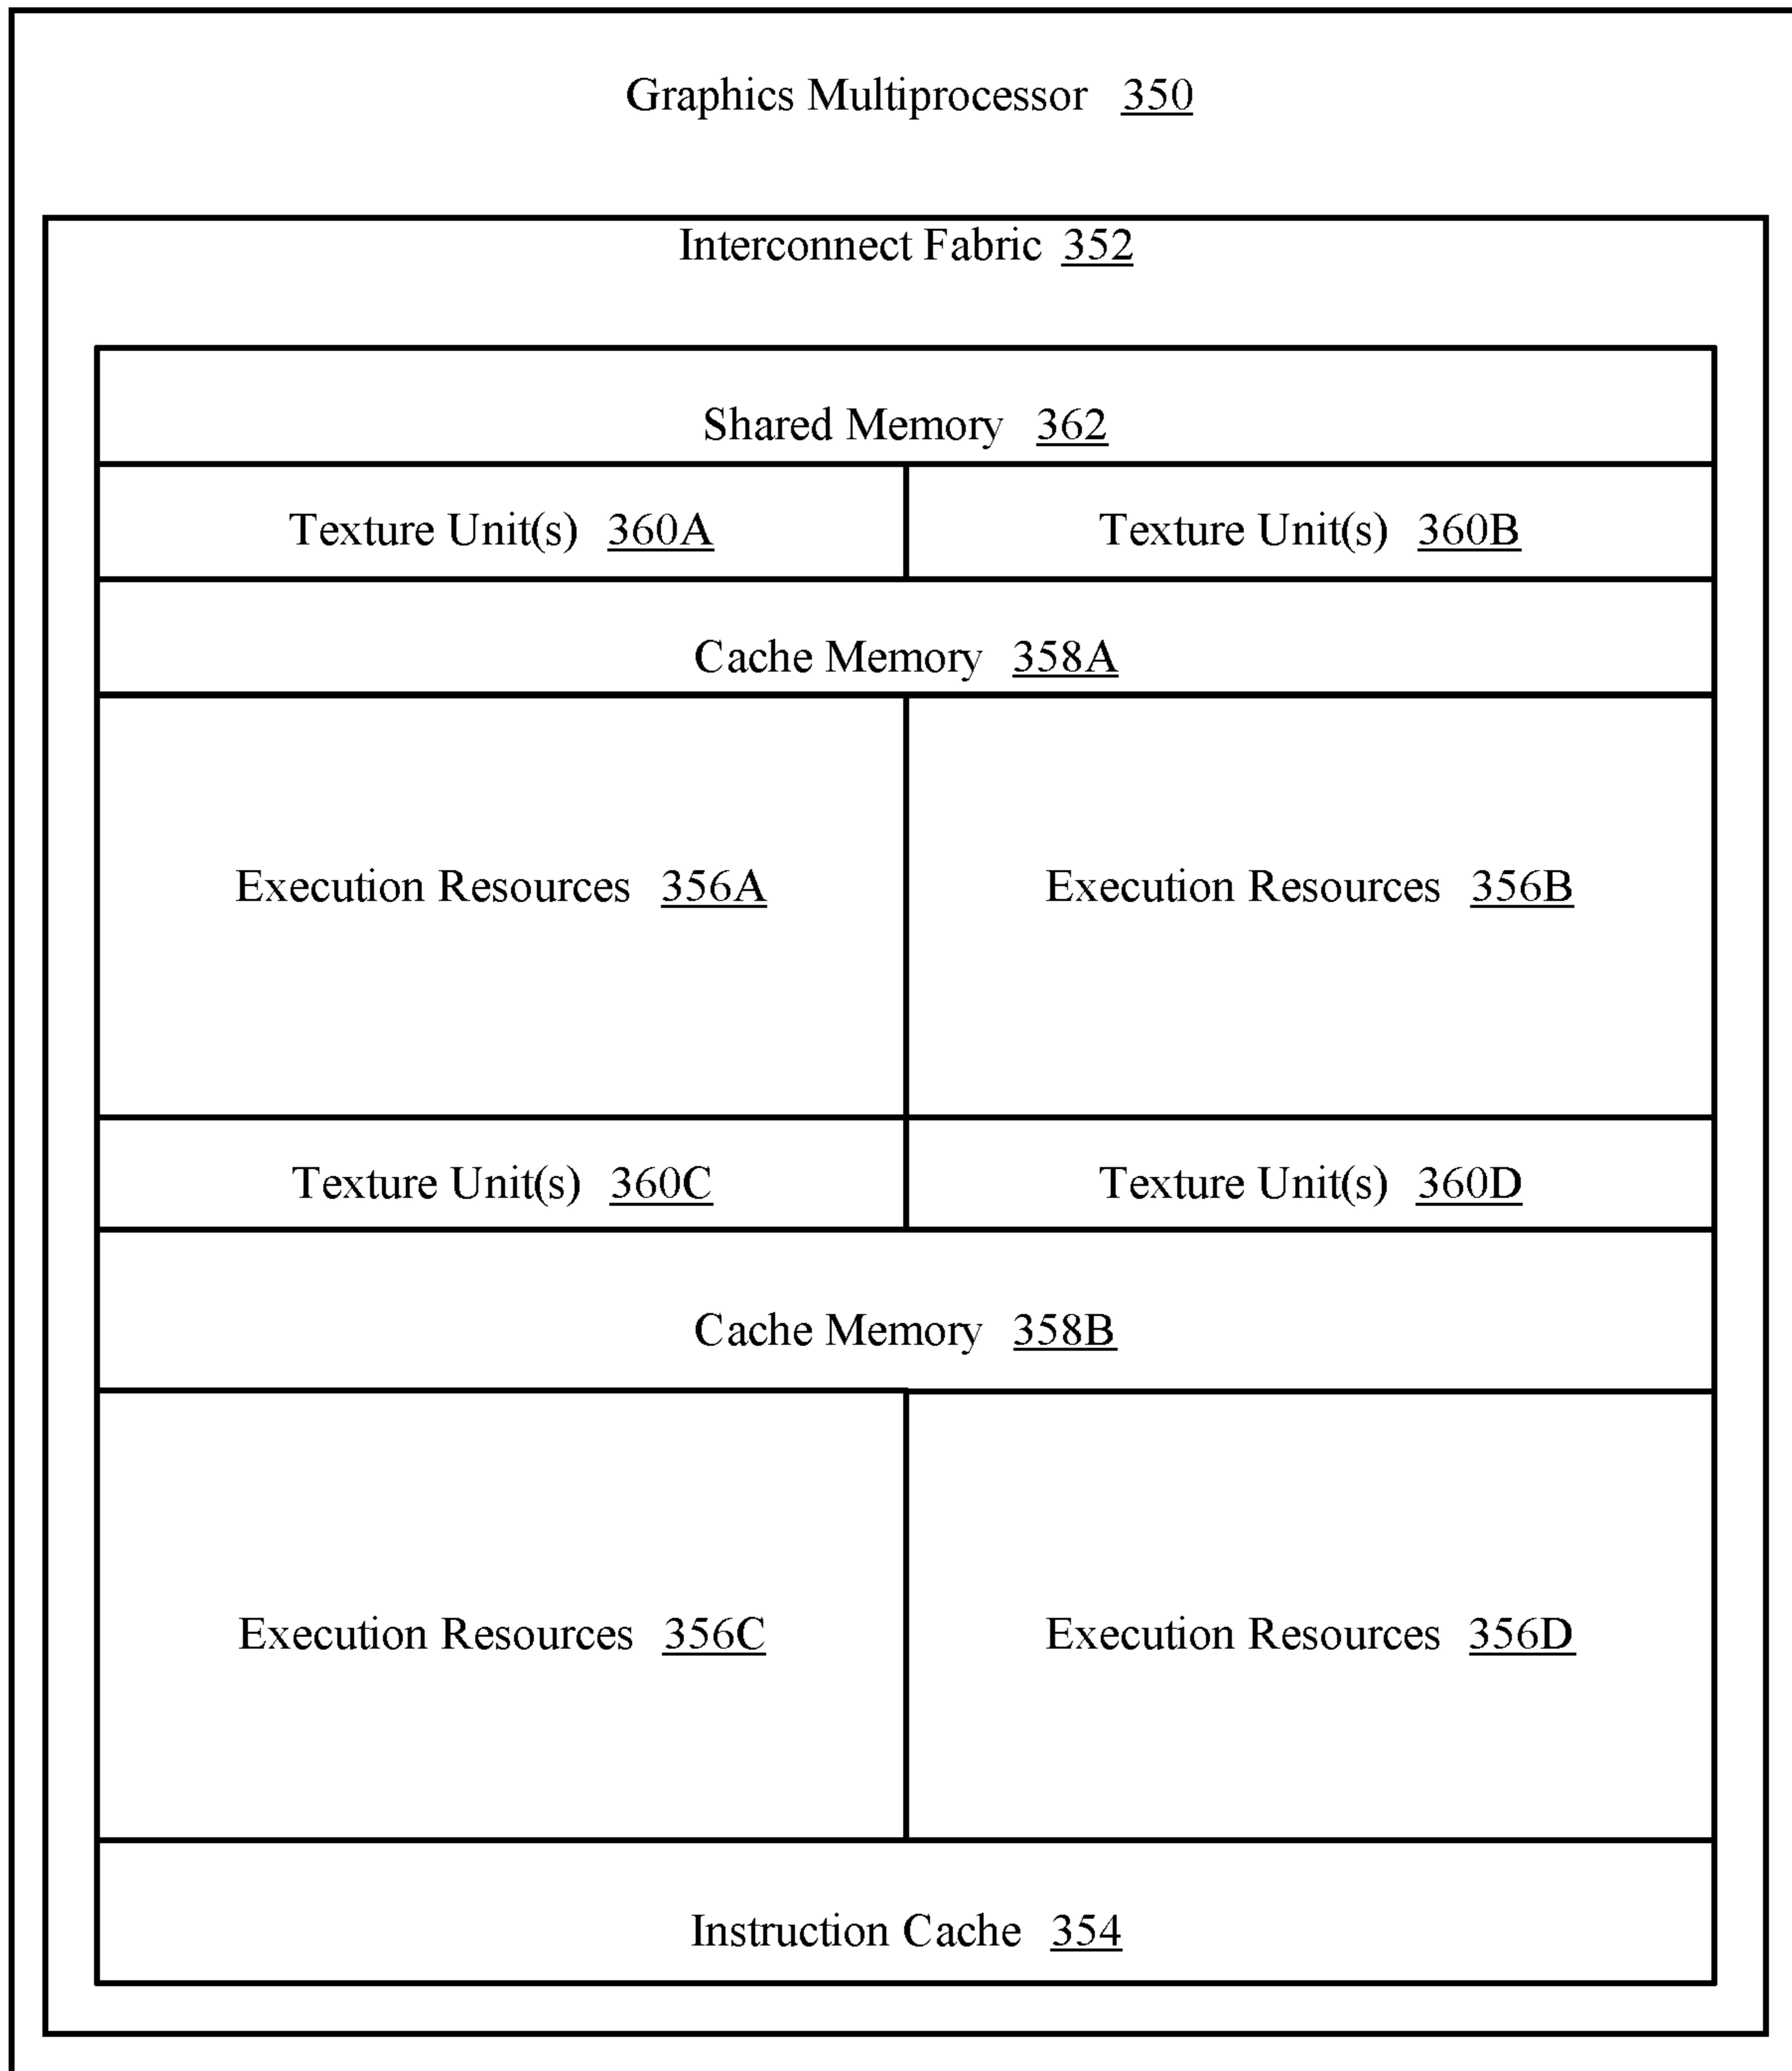 Graphics Multiprocessor 350
Interconnect Fabric 352
Shared Memory 362
Texture Unit(s) 360A
Texture Unit(s) 360B
Cache Memory 358A
Execution Resources 356A
Execution Resources 356B
Texture Unit(s) 360C
Texture Unit(s) 360D
Cache Memory 358B
Execution Resources 356C
Execution Resources 356D
Instruction Cache 354